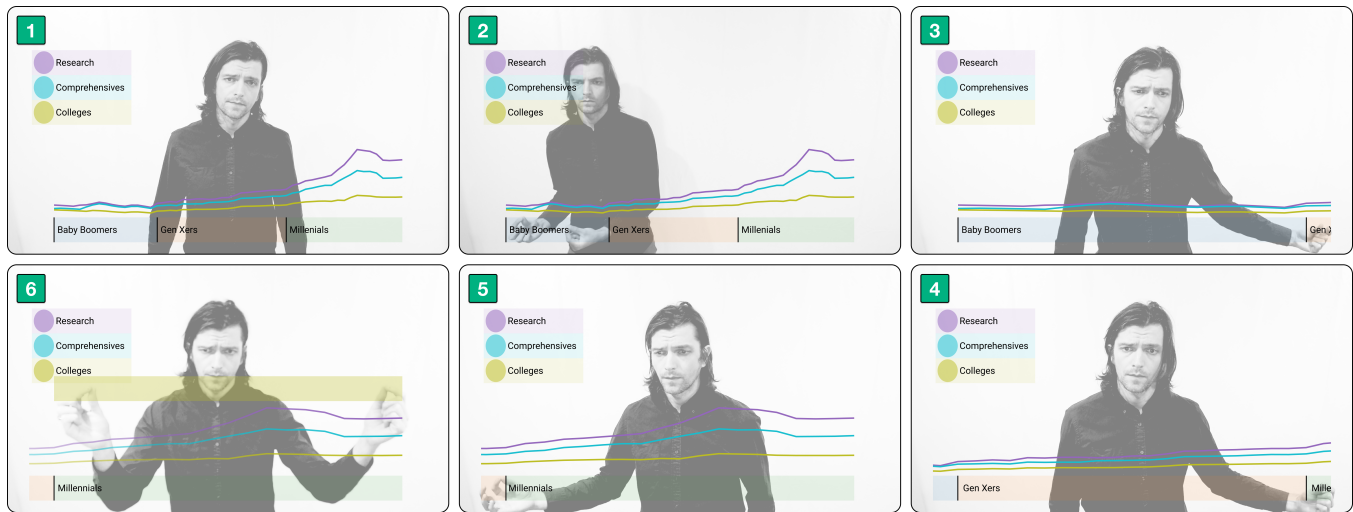 1
Research
Comprehensives
Colleges
Baby Boomers
Gen Xers
Millenials
2
Research
Comprehensives
Colleges
Baby Boomers
Gen Xers
Millenials
3
Research
Comprehensives
Colleges
Baby Boomers
Gen X
6
Research
Comprehensives
Colleges
Millennials
5
Research
Comprehensives
Colleges
Millennials
4
Research
Comprehensives
Colleges
Gen Xers
Mille